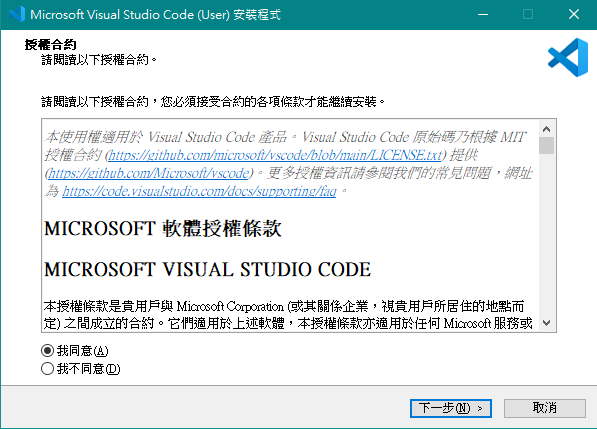 Microsoft Visual Studio Code (User) 安裝程式
授權合約
請閱讀以下授權合約。
請閱讀以下授權合約，您必須接受合約的各項條款才能繼續安裝。
本使用權適用於 Visual Studio Code 產品。Visual Studio Code 原始碼乃根據 MIT
授權合約 (https://github.com/microsoft/vscode/blob/main/LICENSE.txt) 提供
(https://github.com/Microsoft/vscode)。更多授權資訊請參閱我們的常見問題，網址
為 https://code.visualstudio.com/docs/supporting/faq。
MICROSOFT 軟體授權條款
MICROSOFT VISUAL STUDIO CODE
本授權條款是貴用戶與 Microsoft Corporation (或其關係企業，視貴用戶所居住的地點而
定) 之間成立的合約。它們適用於上述軟體，本授權條款亦適用於任何 Microsoft 服務或
我同意(A)
我不同意(D)
下一步(N) >
取消